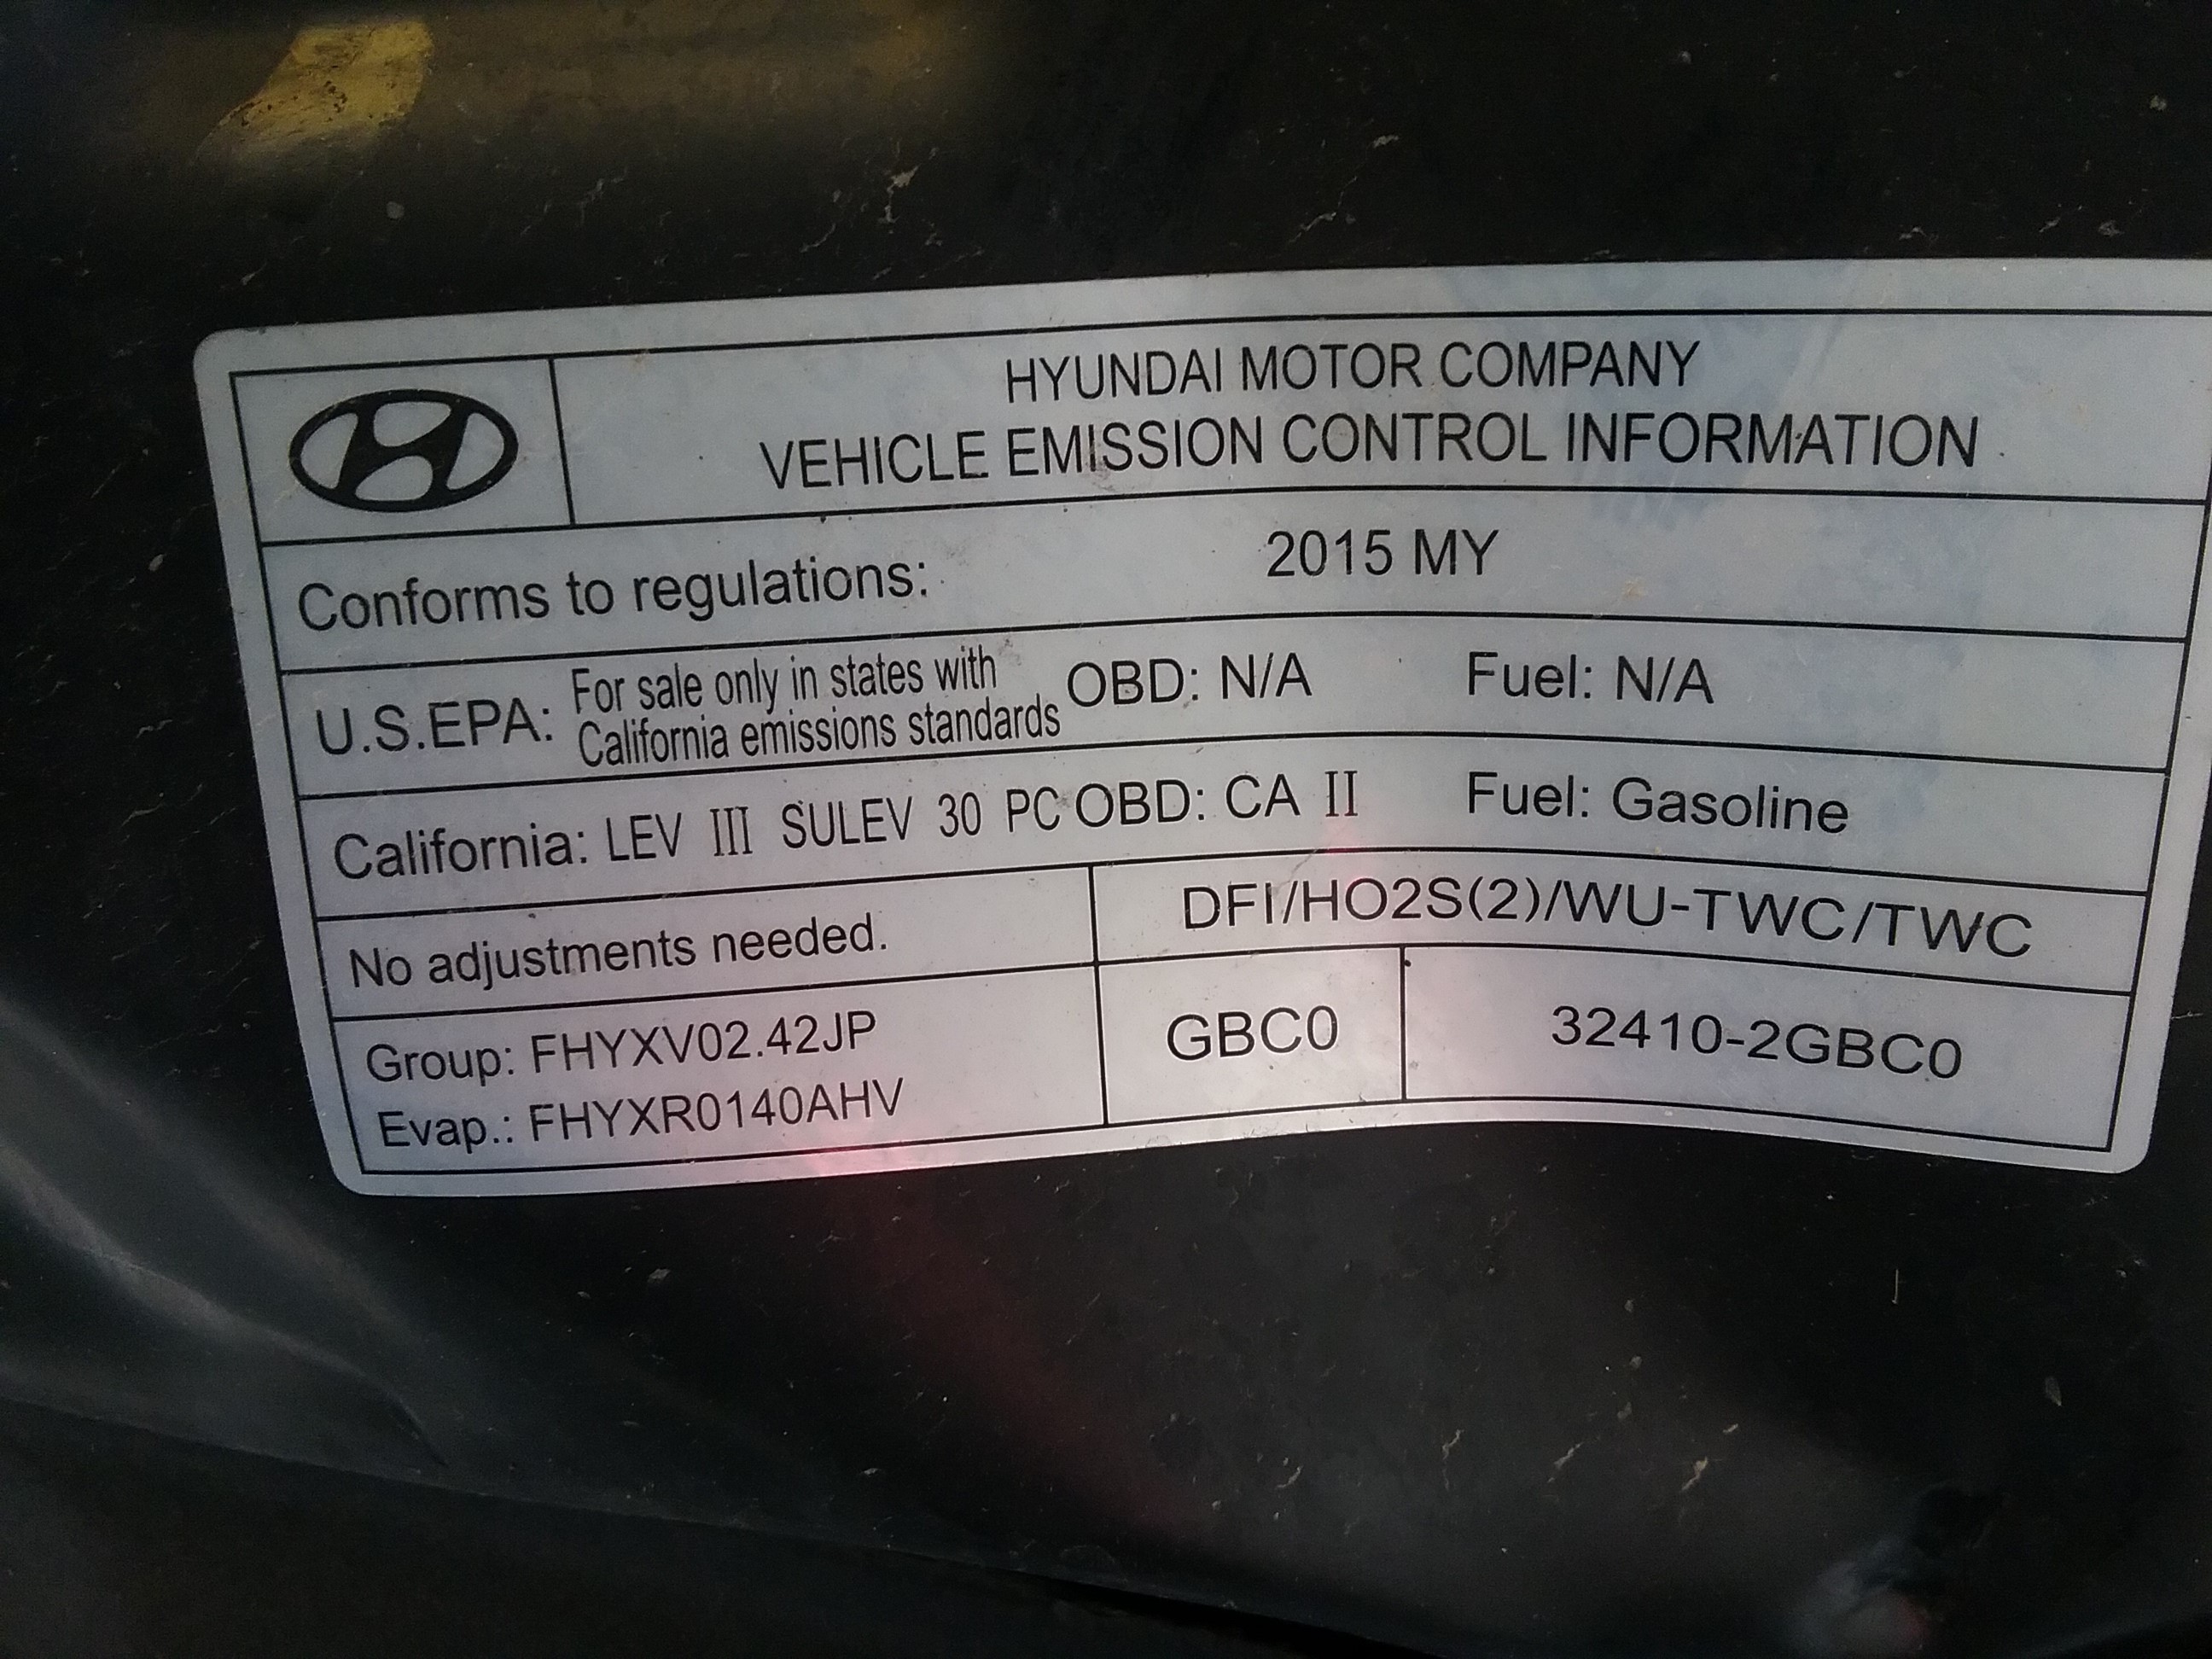 HYUNDAI MOTOR COMPANY
VEHICLE EMISSION CONTROL INFORMATION
Conforms to regulations: 2015 MY
U.S.EPA: For sale only in states with California emissions standards OBD: N/A Fuel: N/A
California: LEV III SULEV 30 PC OBD: CA II Fuel: Gasoline
No adjustments needed. DFI/HO2S(2)/WU-TWC/TWC
Group: FHYXV02.42JP
Evap.: FHYXR0140AHV
GBC0 32410-2GBC0